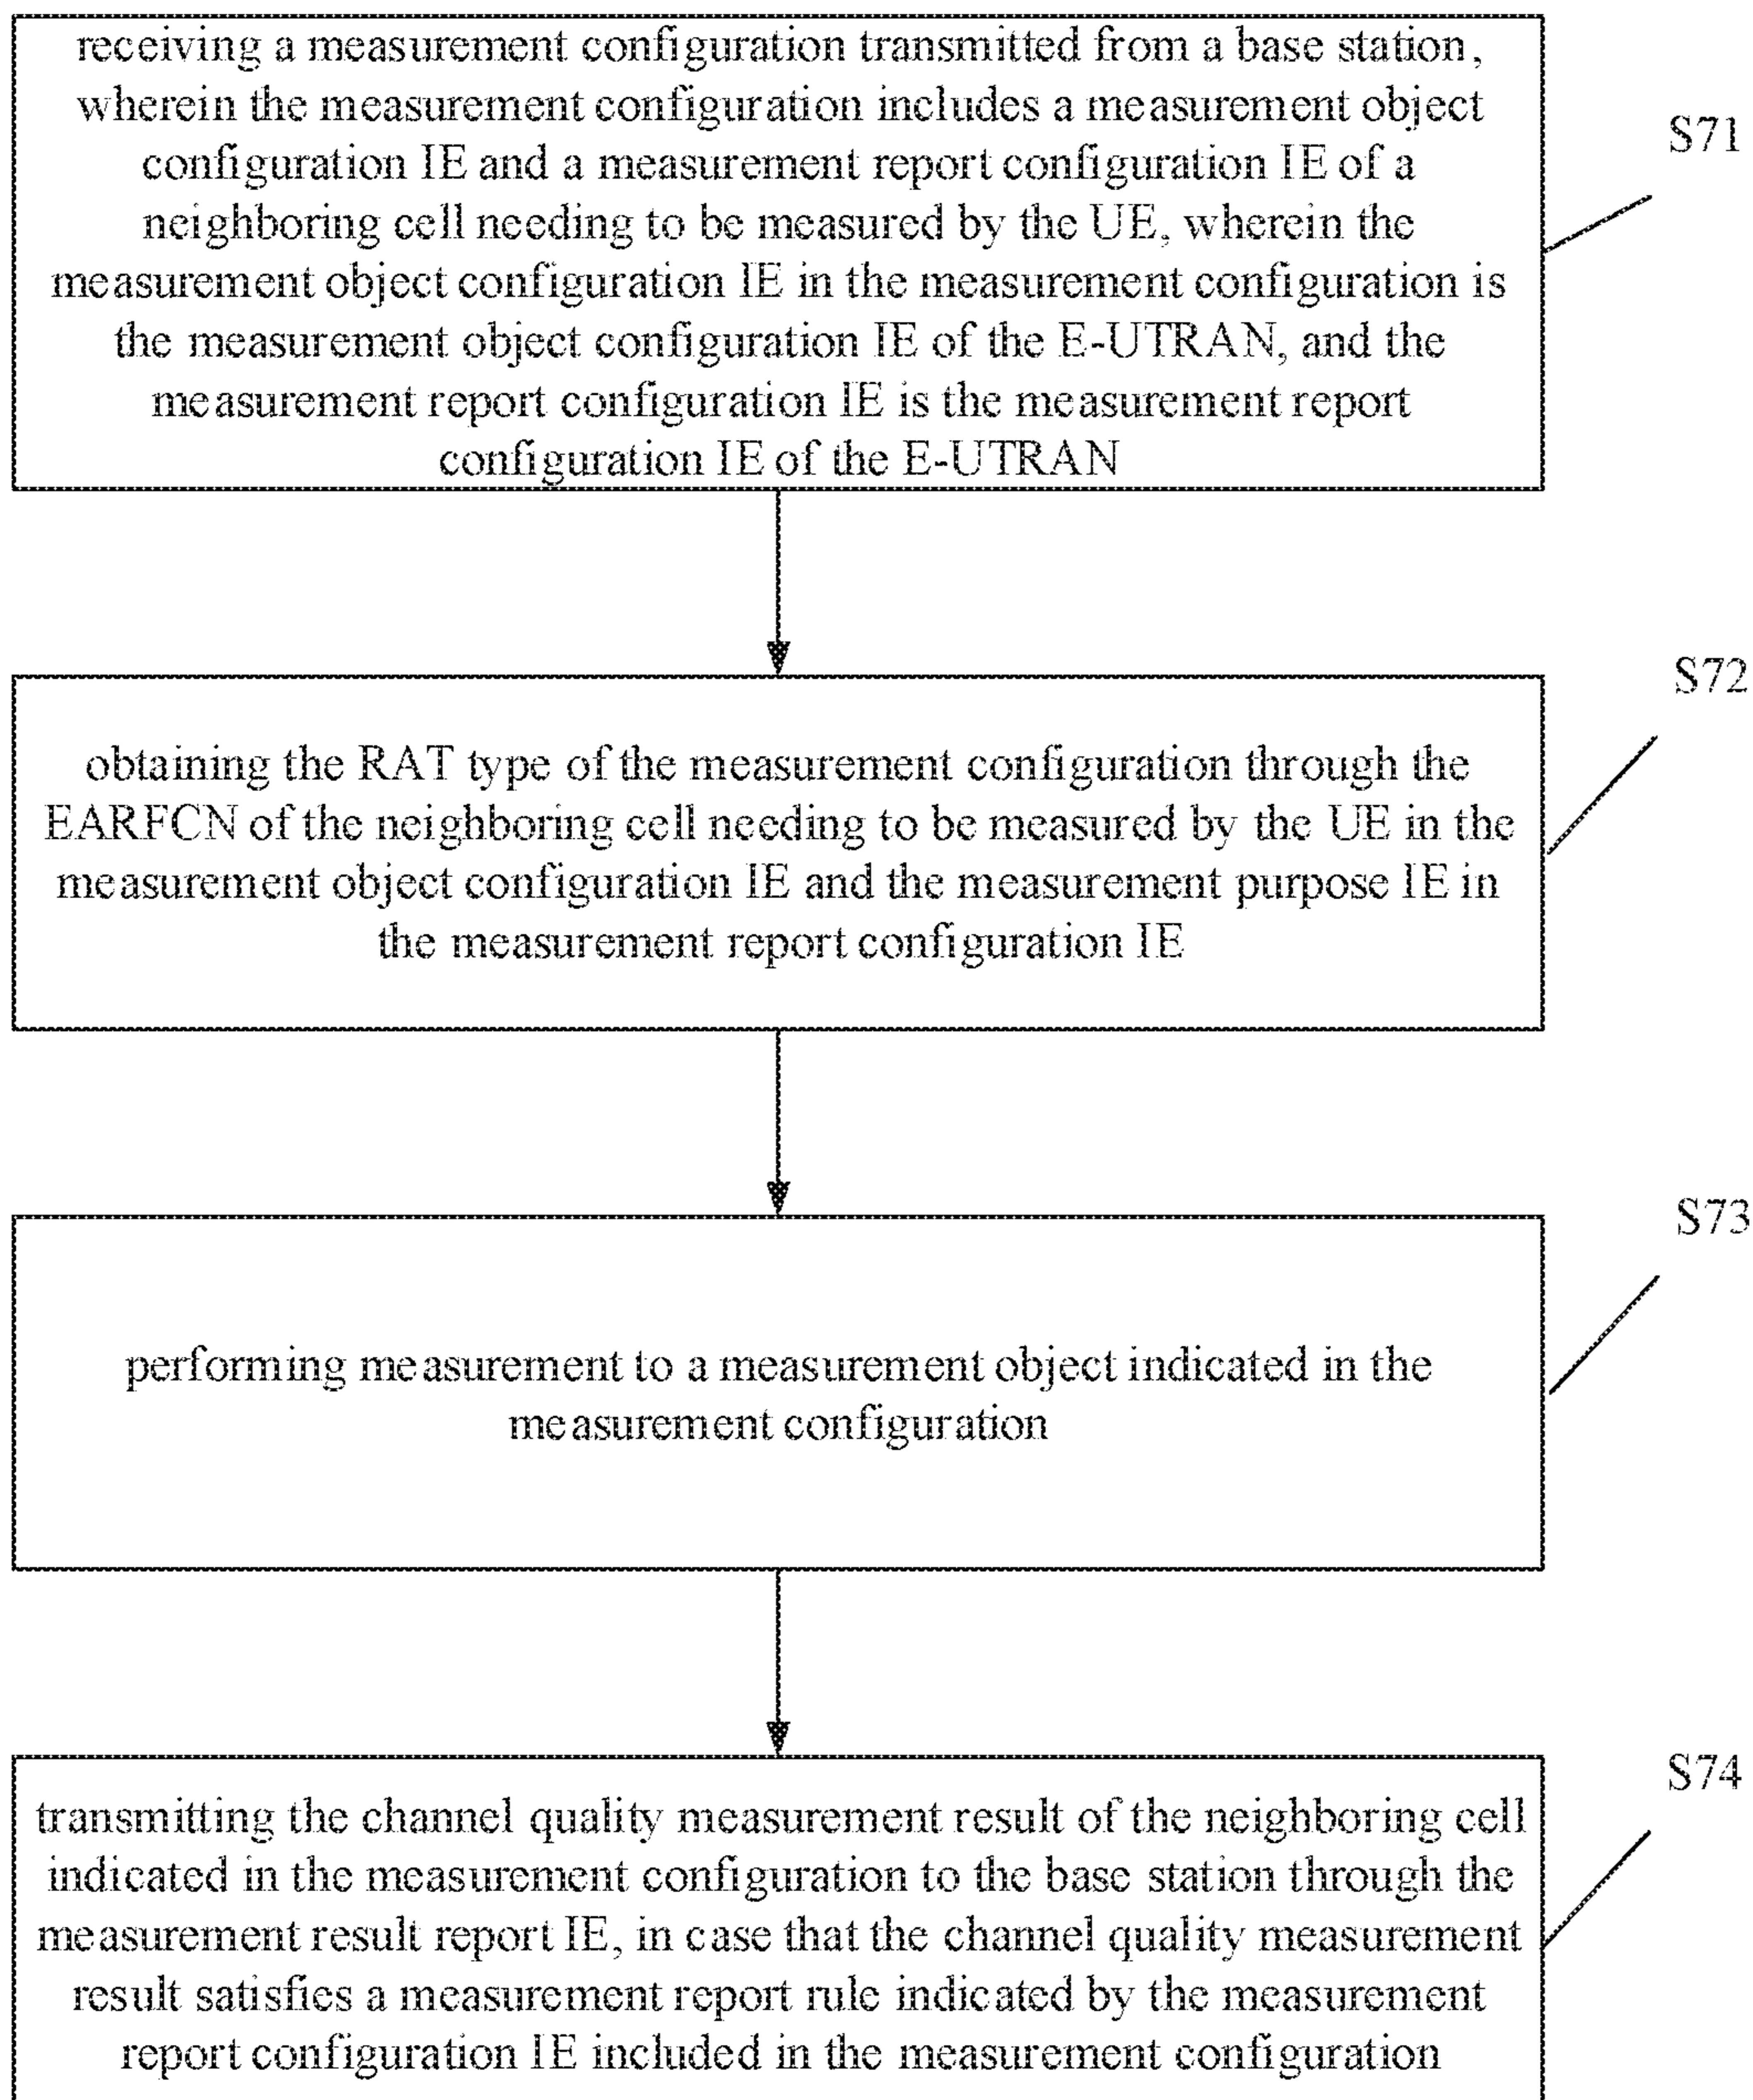 receiving a measurement configuration transmitted from a base station,
wherein the measurement configuration includes a measurement object
configuration IE and a measurement report configuration IE of a
neighboring cell needing to be measured by the UE, wherein the
measurement object configuration IE in the measurement configuration is
the measurement object configuration IE of the E-UTRAN, and the
measurement report configuration IE is the measurement report
configuration IE of the E-UTRAN
S71
obtaining the RAT type of the measurement configuration through the
EARFCN of the neighboring cell needing to be measured by the UE in the
measurement object configuration IE and the measurement purpose IE in
the measurement report configuration IE
S72
performing measurement to a measurement object indicated in the
measurement configuration
S73
transmitting the channel quality measurement result of the neighboring cell
indicated in the measurement configuration to the base station through the
measurement result report IE, in case that the channel quality measurement
result satisfies a measurement report rule indicated by the measurement
report configuration IE included in the measurement configuration
S74